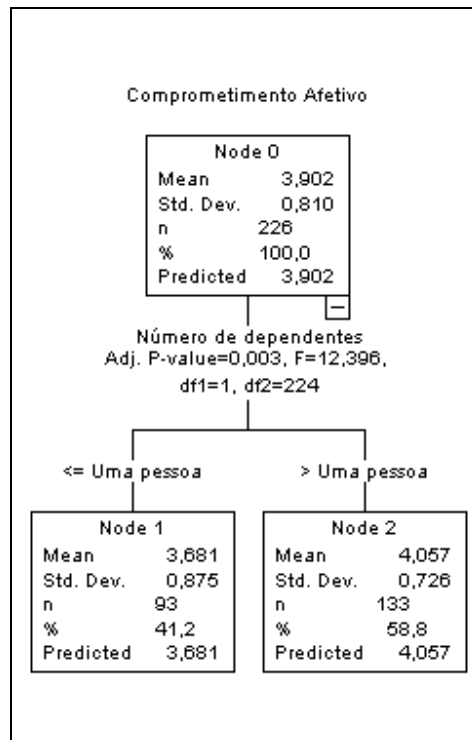 Comprometimento Afetivo
Node 0
Mean 3,902
Std. Dev. 0,810
n 226
% 100,0
Predicted 3,902
Número de dependentes
Adj. P-value=0,003, F=12,396,
df1=1, df2=224
<= Uma pessoa
> Uma pessoa
Node 1
Mean 3,681
Std. Dev. 0,875
n 93
% 41,2
Predicted 3,681
Node 2
Mean 4,057
Std. Dev. 0,726
n 133
% 58,8
Predicted 4,057